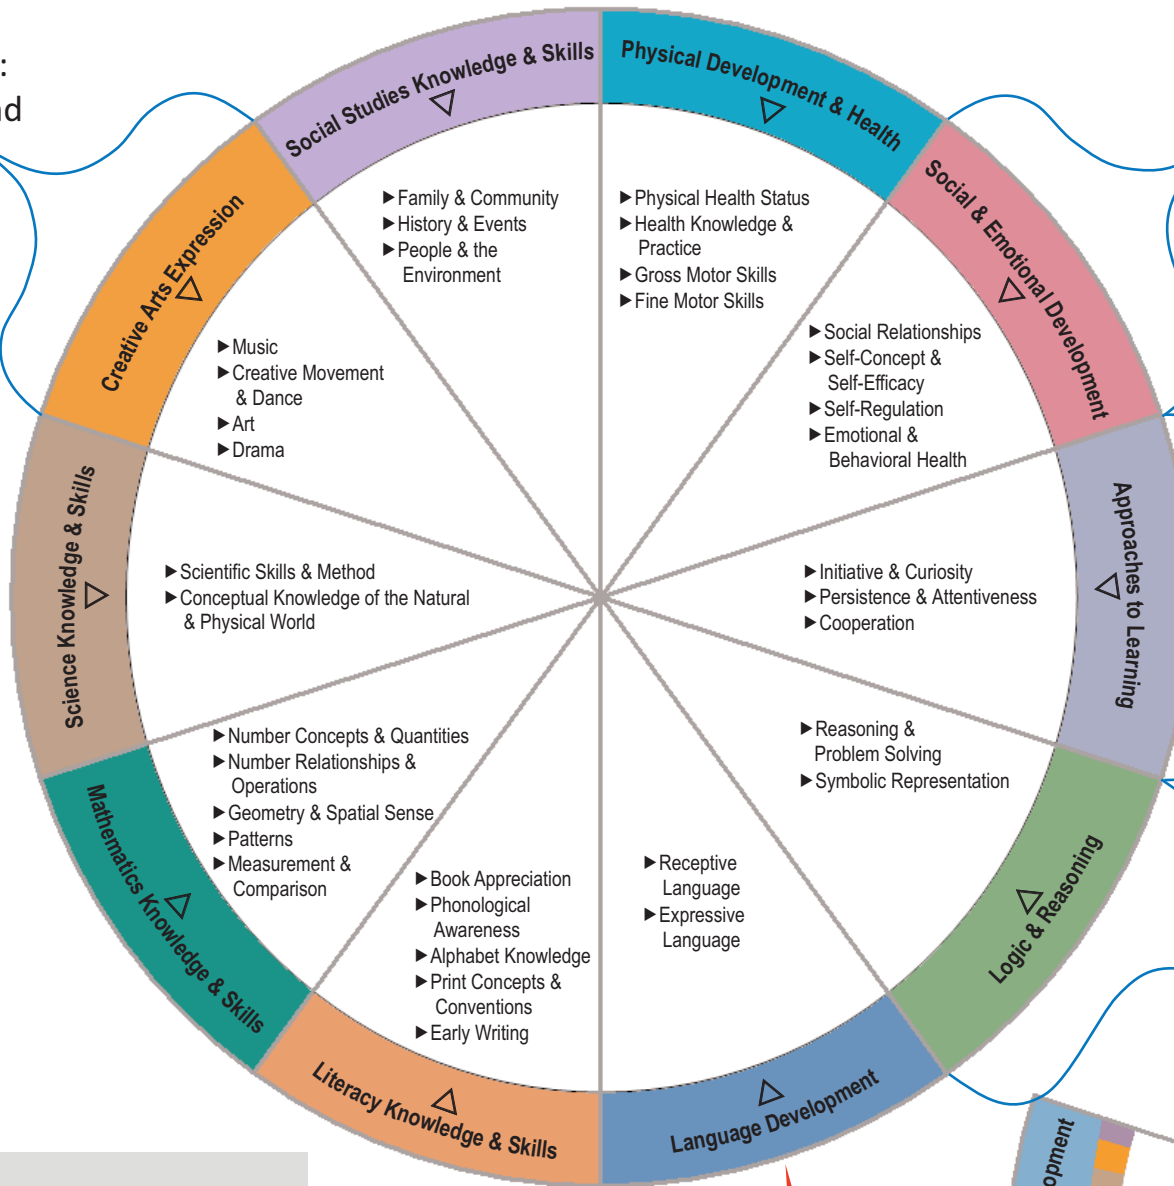 :
Social Studies Knowledge & Skills
▶Family & Community
▶History & Events
▶People & the
Environment
Physical Development & Health
▶Physical Health Status
▶Health Knowledge &
Practice
▶Gross Motor Skills
▶Fine Motor Skills
Social & Emotional Development
▶Social Relationships
▶Self-Concept &
Self-Efficacy
▶Self-Regulation
▶Emotional &
Behavioral Health
Approaches to Learning
▶Initiative & Curiosity
▶Persistence & Attentiveness
▶Cooperation
Logic & Reasoning
▶Reasoning &
Problem Solving
▶Symbolic Representation
Language Development
▶Receptive
Language
▶Expressive
Language
Literacy Knowledge & Skills
▶Book Appreciation
▶Phonological
Awareness
▶Alphabet Knowledge
▶Print Concepts &
Conventions
▶Early Writing
Mathematics Knowledge & Skills
▶Number Concepts & Quantities
▶Number Relationships &
Operations
▶Geometry & Spatial Sense
▶Patterns
▶Measurement &
Comparison
Science Knowledge & Skills
▶Scientific Skills & Method
▶Conceptual Knowledge of the Natural
& Physical World
Creative Arts Expression
▶Music
▶Creative Movement
& Dance
▶Art
▶Drama